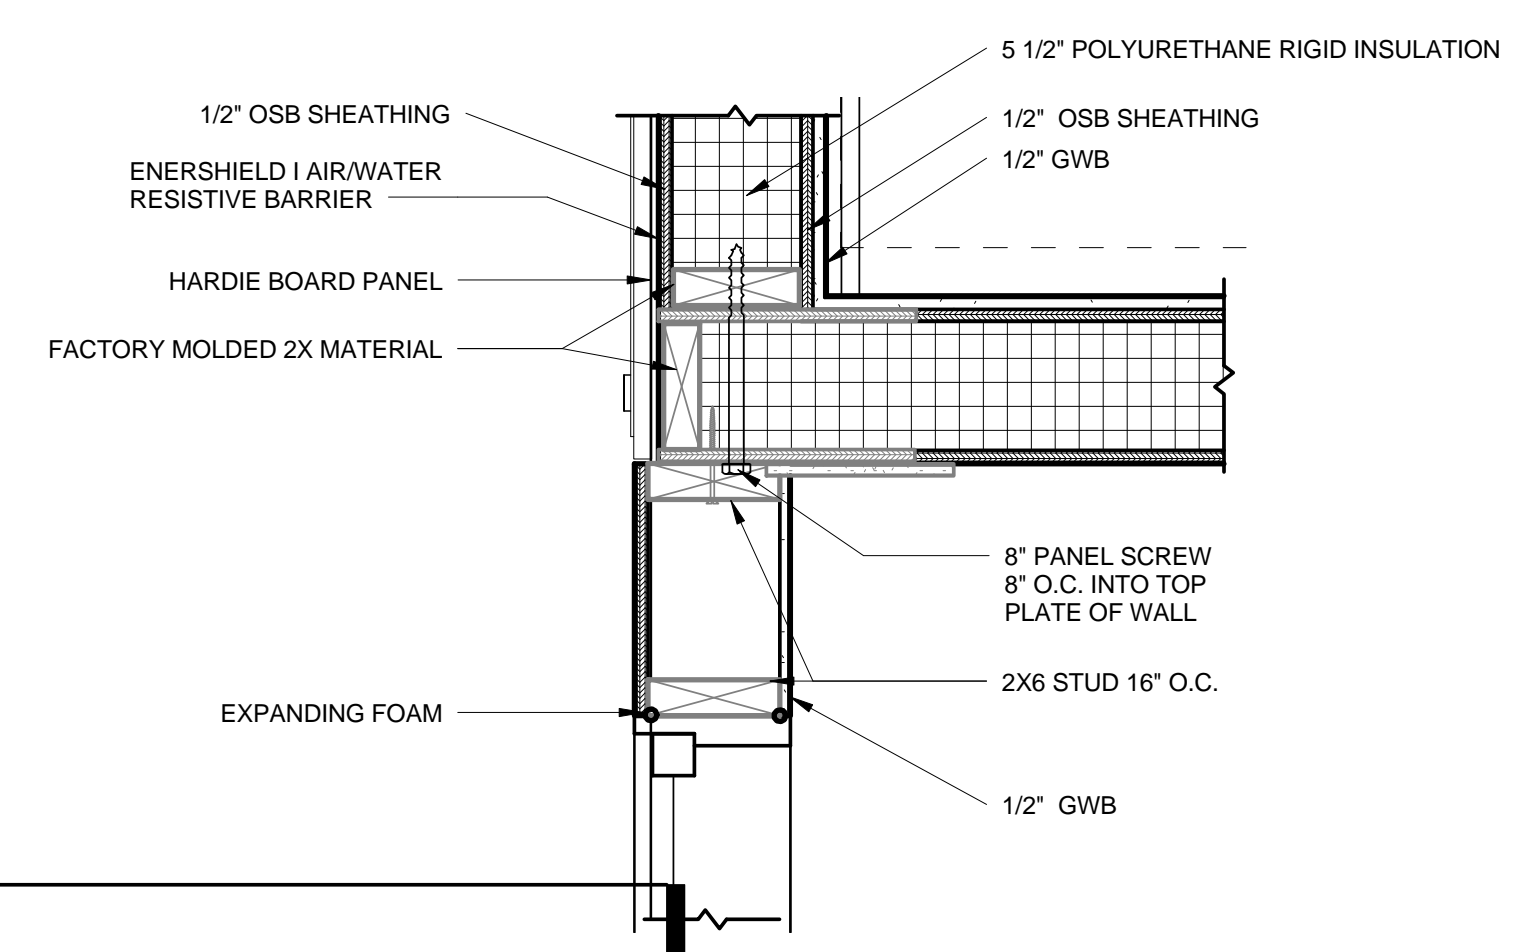 5 1/2" POLYURETHANE RIGID INSULATION
1/2" OSB SHEATHING
1/2" OSB SHEATHING
1/2" GWB
ENERSHIELD I AIR/WATER
RESISTIVE BARRIER
HARDIE BOARD PANEL
FACTORY MOLDED 2X MATERIAL
8" PANEL SCREW
8" O.C. INTO TOP
PLATE OF WALL
2X6 STUD 16" O.C.
EXPANDING FOAM
1/2" GWB